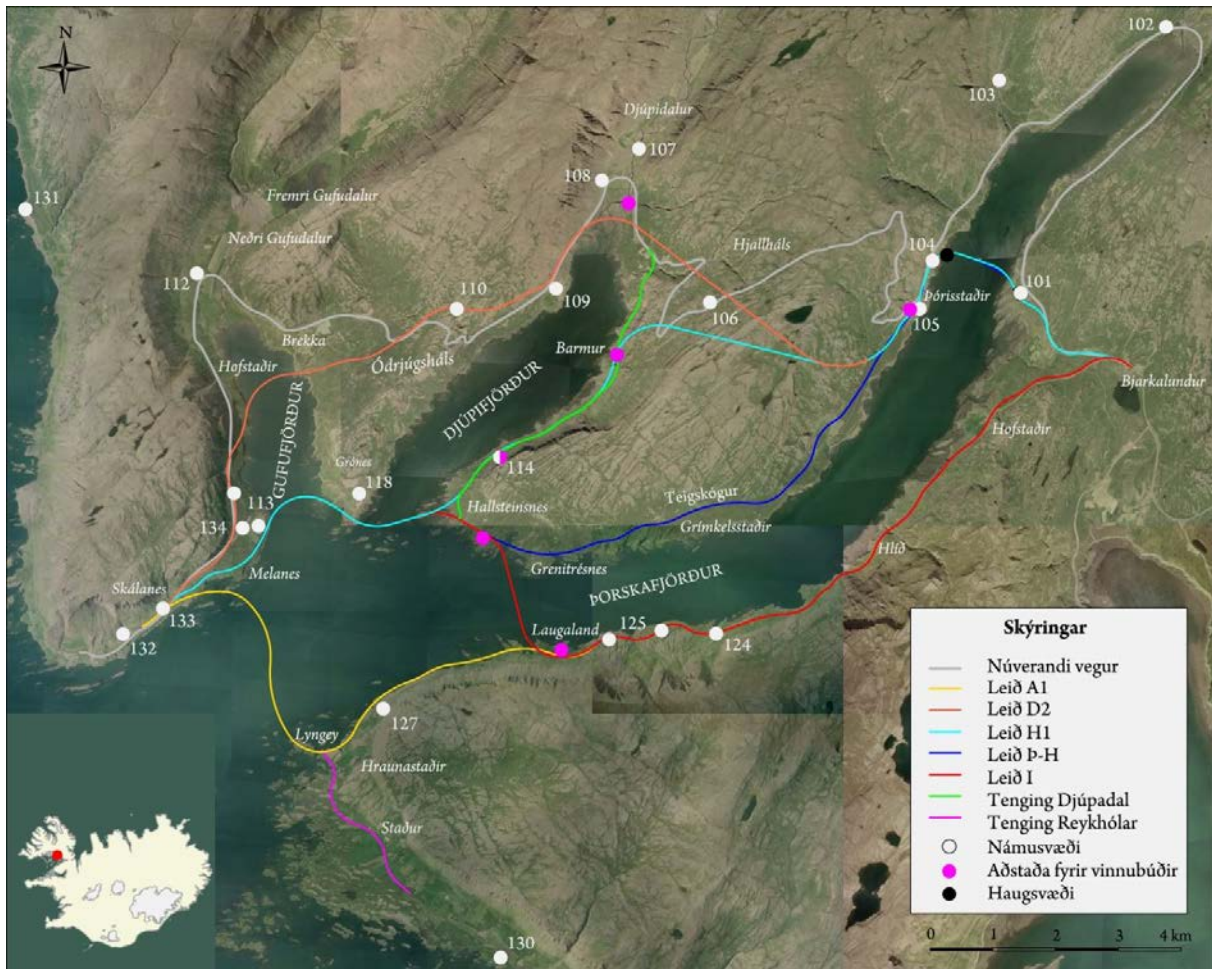 N
102
103
Djúpidalur
107
131
108
Fremri Gufudalur
Neðri Gufudalur
Hjallháls
104
112
110
109
106
Þórisstaðir
105
101
Brekka
Ódrjúgsháls
Barmur
Hofstaðir
Bjarkalundur
DJÚPIFJÖRÐUR
GUFUFJÖRÐUR
Hofstaðir
114
Grónes
118
Hallsteinsnes
Teigskógur
113
134
Grímkelsstaðir
Hlíð
Melanes
Grenitrésnes
ÞORSKAFJÖRÐUR
Skálanes
133
132
Laugaland
125
124
127
Lyngey
Hraunastaðir
Staður
130
Skýringar
Núverandi vegur
Leið A1
Leið D2
Leið H1
Leið Þ-H
Leið I
Tenging Djúpadal
Tenging Reykhólar
Námusvæði
Aðstaða fyrir vinnubúðir
Haugsvæði
0 1 2 4 km